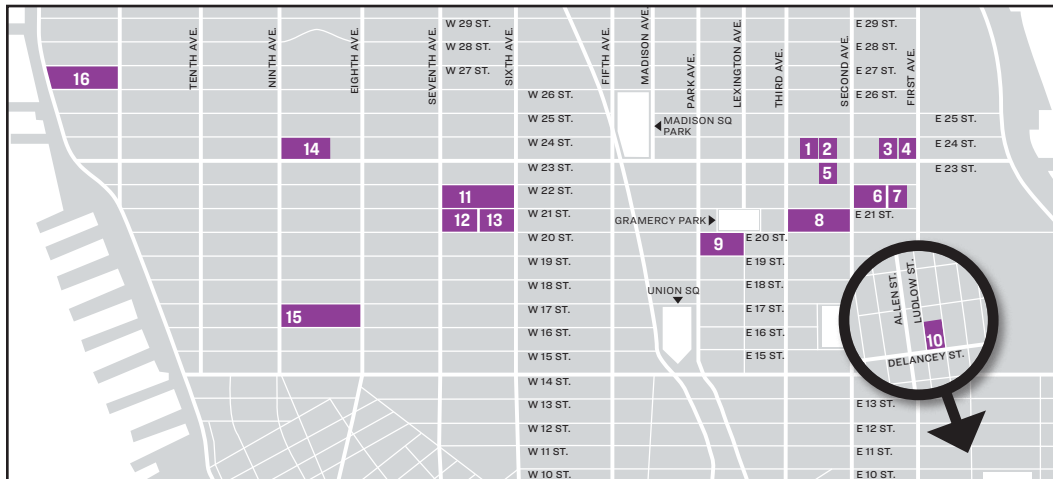 W 29 ST.
W 28 ST.
W 27 ST.
W 26 ST.
W 25 ST.
W 24 ST.
W 23 ST.
W 22 ST.
W 21 ST.
W 20 ST.
W 19 ST.
W 18 ST.
W 17 ST.
W 16 ST.
W 15 ST.
W 14 ST.
W 13 ST.
W 12 ST.
W 11 ST.
W 10 ST.
TENTH AVE.
NINTH AVE.
EIGHTH AVE.
SEVENTH AVE.
SIXTH AVE.
FIFTH AVE.
MADISON AVE.
PARK AVE.
LEXINGTON AVE.
THIRD AVE.
SECOND AVE.
FIRST AVE.
E 29 ST.
E 28 ST.
E 27 ST.
E 26 ST.
E 25 ST.
E 24 ST.
E 23 ST.
E 21 ST.
E 20 ST.
E 19 ST.
E 18 ST.
E 17 ST.
E 16 ST.
E 15 ST.
E 13 ST.
E 12 ST.
E 11 ST.
E 10 ST.
MADISON SQ
PARK
GRAMERCY PARK
UNION SQ
ALLEN ST.
LUDLOW ST.
DELANCEY ST.
16
14
1
2
3
4
5
11
6
7
12
13
8
9
15
10